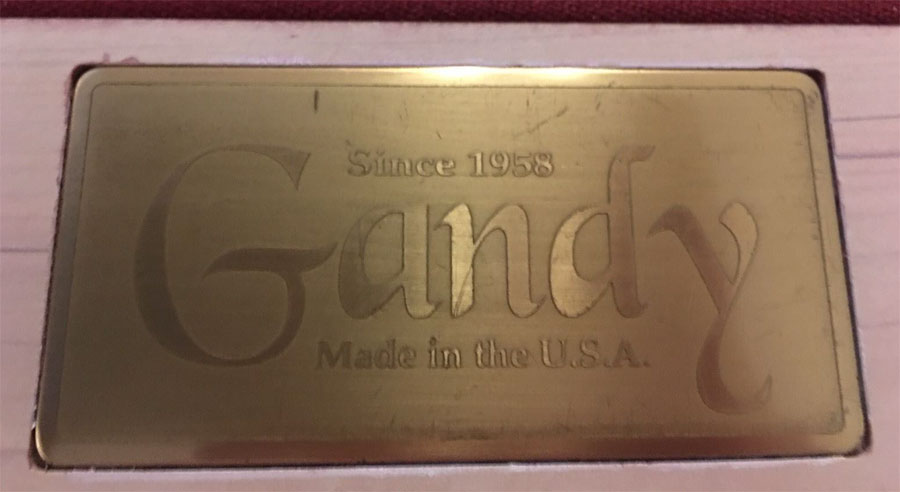 Since 1958
Gandy
Made in the U.S.A.